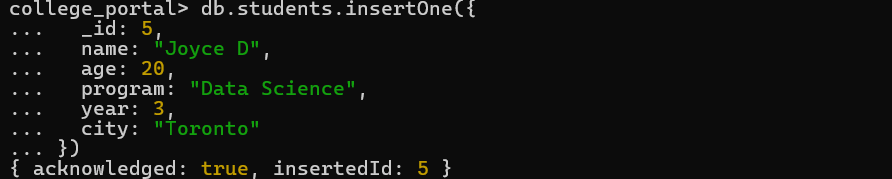 college_portal> db.students.insertOne({
...   _id: 5,
...   name: "Joyce D",
...   age: 20,
...   program: "Data Science",
...   year: 3,
...   city: "Toronto"
... })
{ acknowledged: true, insertedId: 5 }